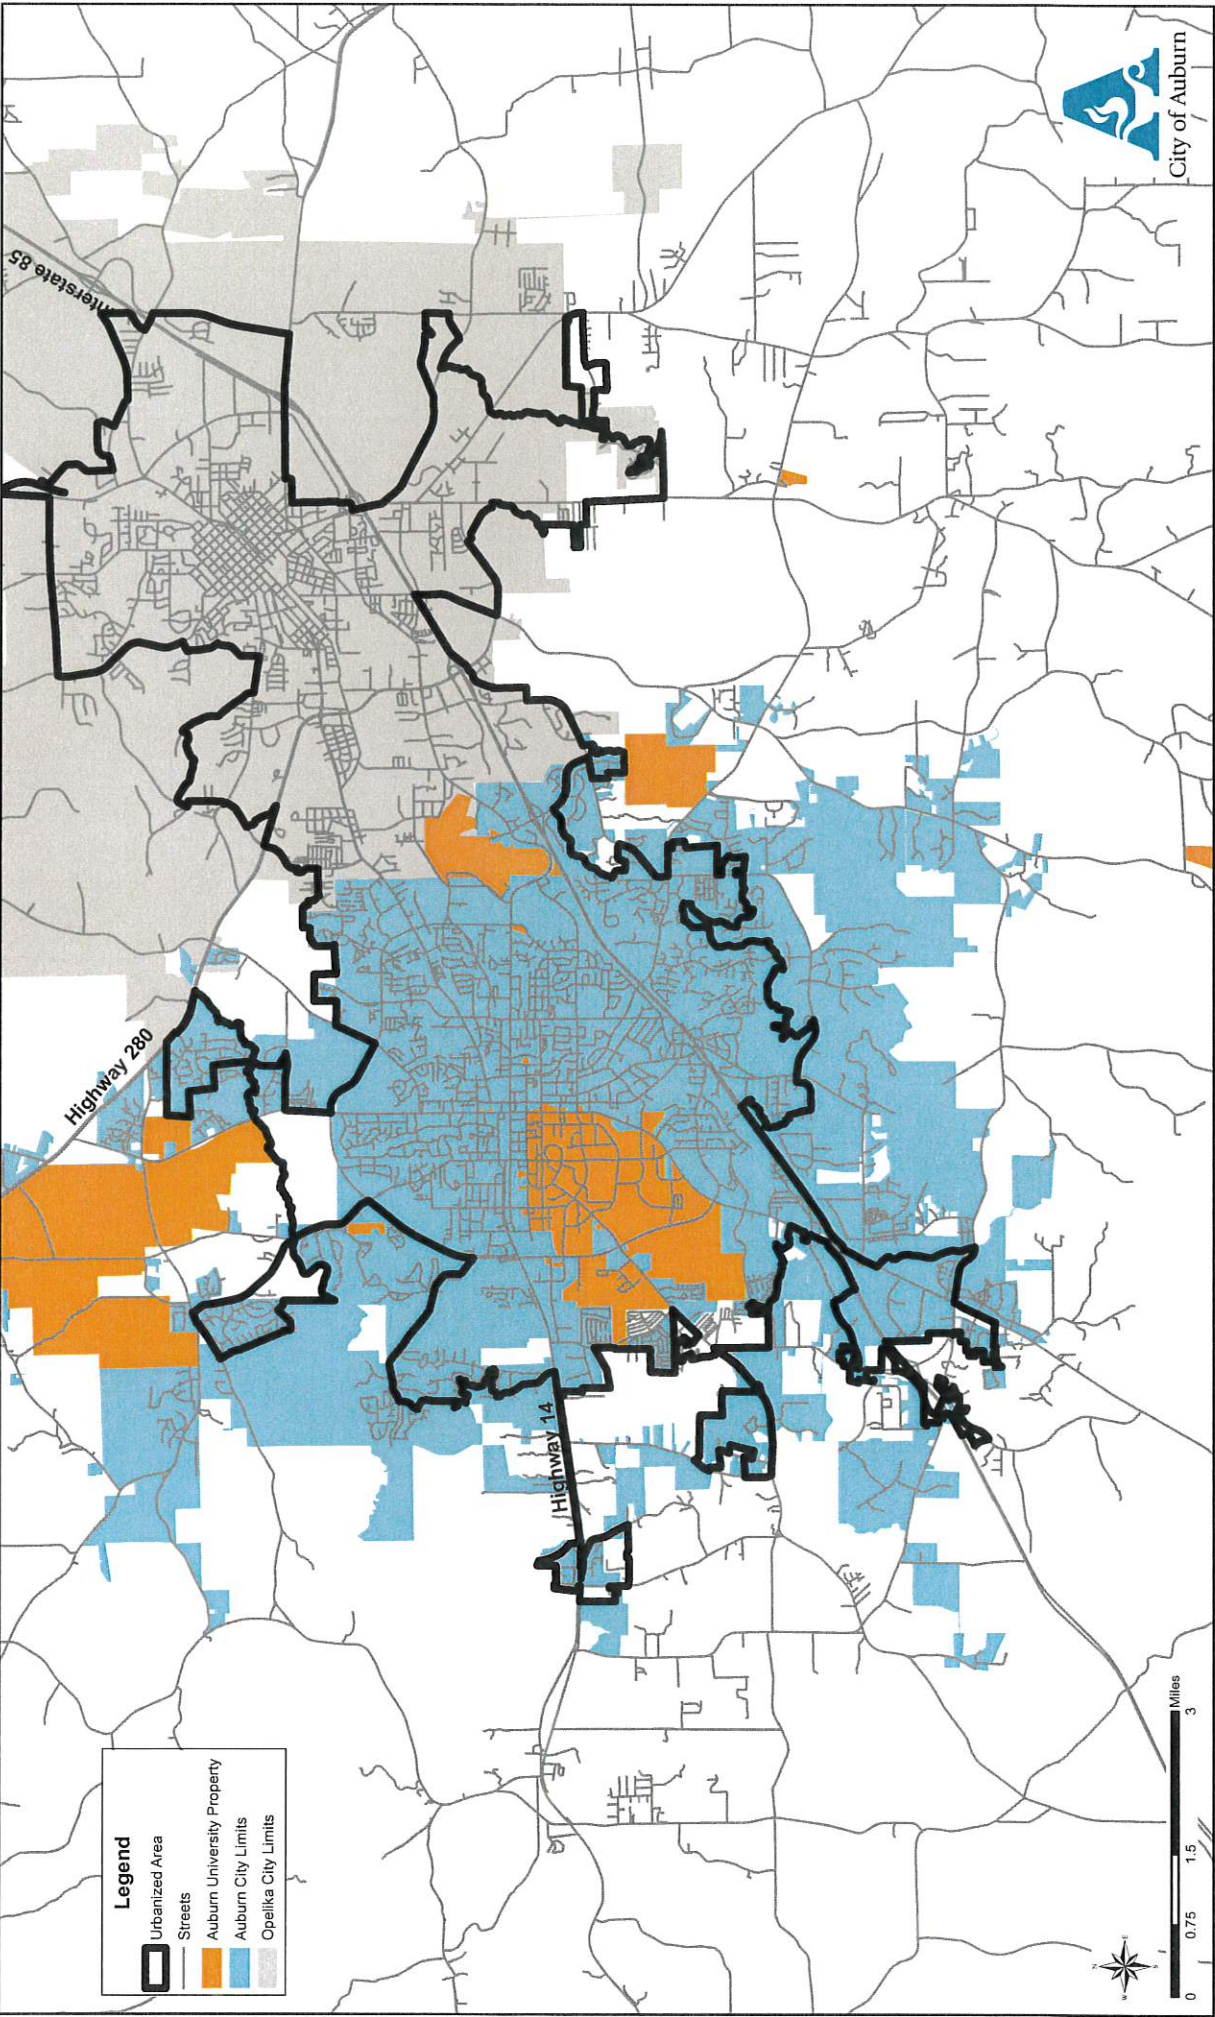 Interstate 85
Highway 280
Highway 14
Legend
Urbanized Area
Streets
Auburn University Property
Auburn City Limits
Opelika City Limits
N
W
E
S
0 0.75 1.5 3
Miles
City of Auburn